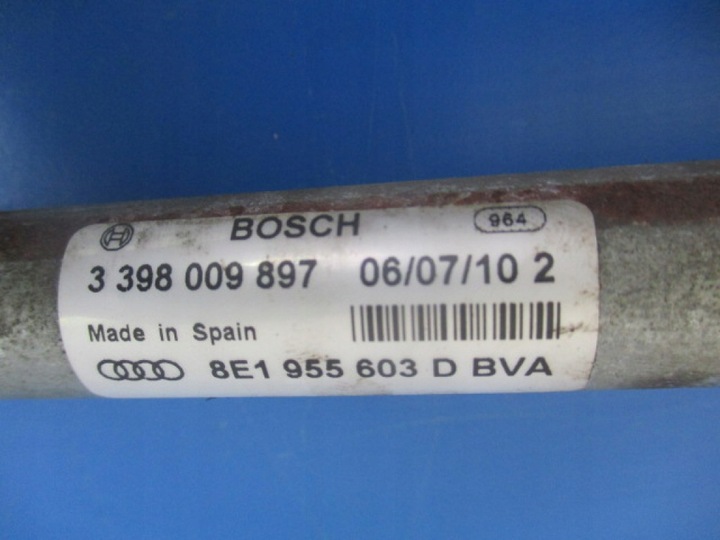 BOSCH 964
3 398 009 897 06/07/10 2
Made in Spain
8E1 955 603 D BVA